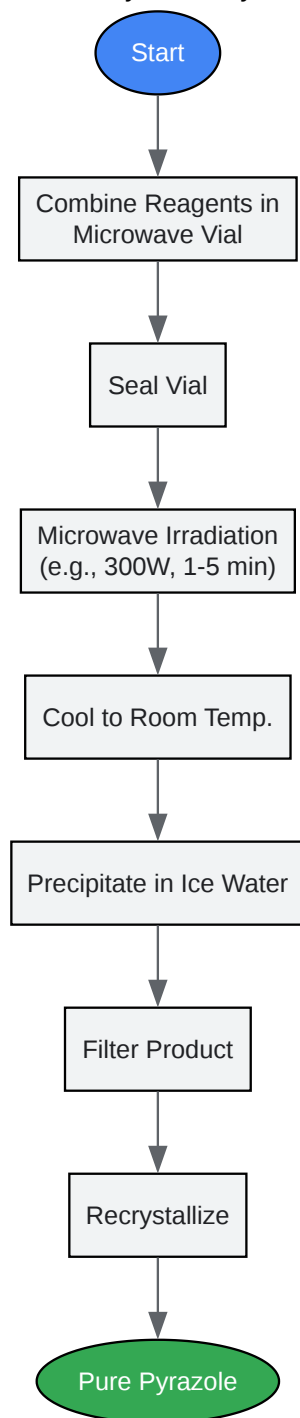 Start
Combine Reagents in
Microwave Vial
Seal Vial
Microwave Irradiation
(e.g., 300W, 1-5 min)
Cool to Room Temp.
Precipitate in Ice Water
Filter Product
Recrystallize
Pure Pyrazole